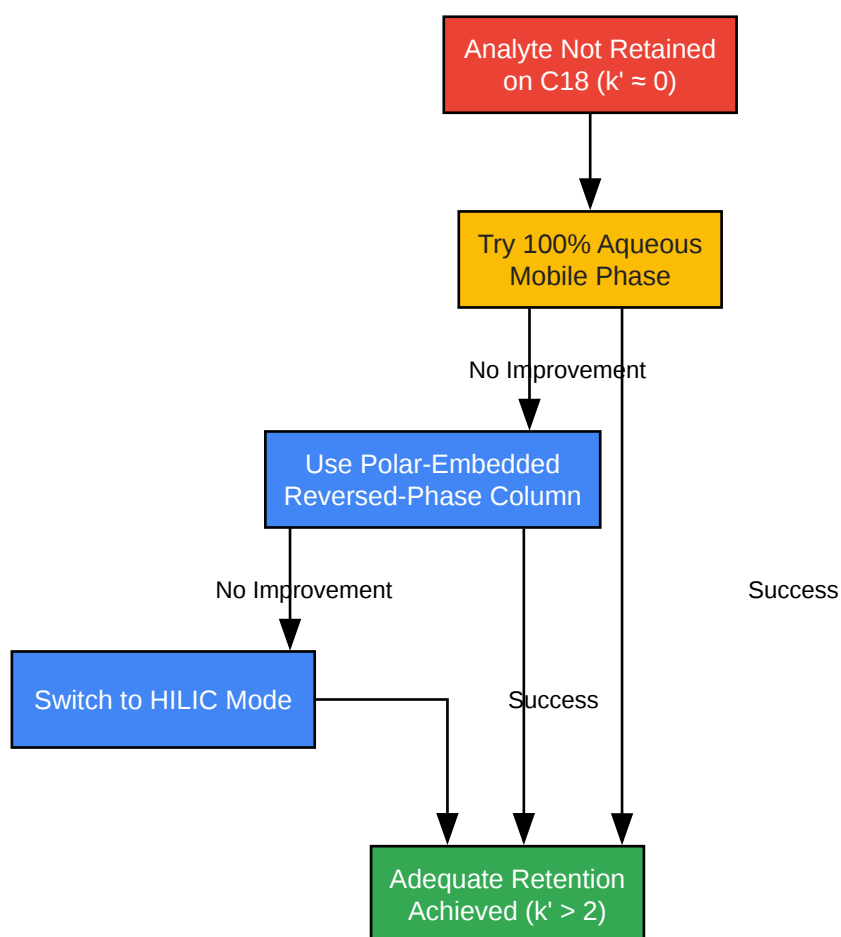 Analyte Not Retained
on C18 (k' ≈ 0)
Try 100% Aqueous
Mobile Phase
No Improvement
Use Polar-Embedded
Reversed-Phase Column
No Improvement
Success
Switch to HILIC Mode
Success
Adequate Retention
Achieved (k' > 2)